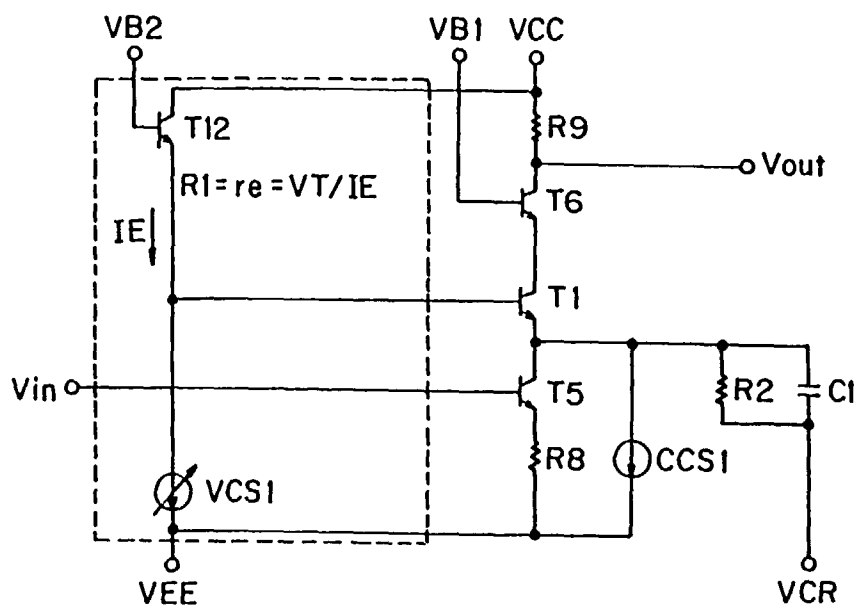 VB2
VB1
VCC
T12
R9
R1=re=VT/IE
Vout
T6
IE
T1
Vin
T5
R2
C1
R8
CCS1
VCS1
VEE
VCR